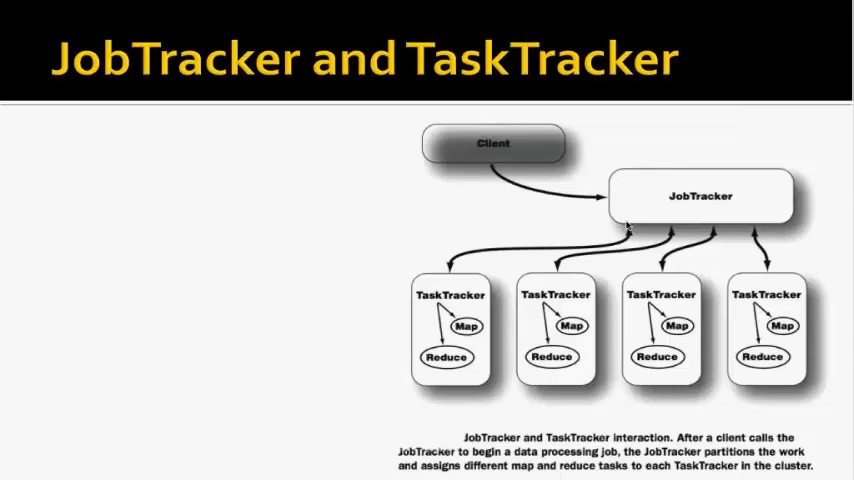 JobTracker and TaskTracker
Client
JobTracker
TaskTracker TaskTracker TaskTracker TaskTracker
Map Map Map Map
Reduce Reduce Reduce Reduce
JobTracker and TaskTracker interaction. After a client calls the
JobTracker to begin a data processing job, the JobTracker partitions the work
and assigns different map and reduce tasks to each TaskTracker in the cluster.